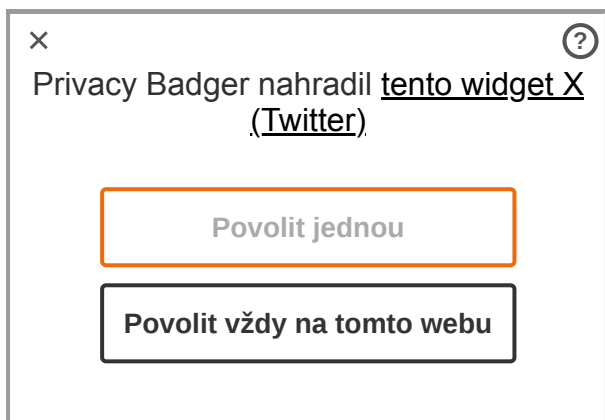 ×
?
Privacy Badger nahradil tento widget X
(Twitter)
Povolit jednou
Povolit vždy na tomto webu